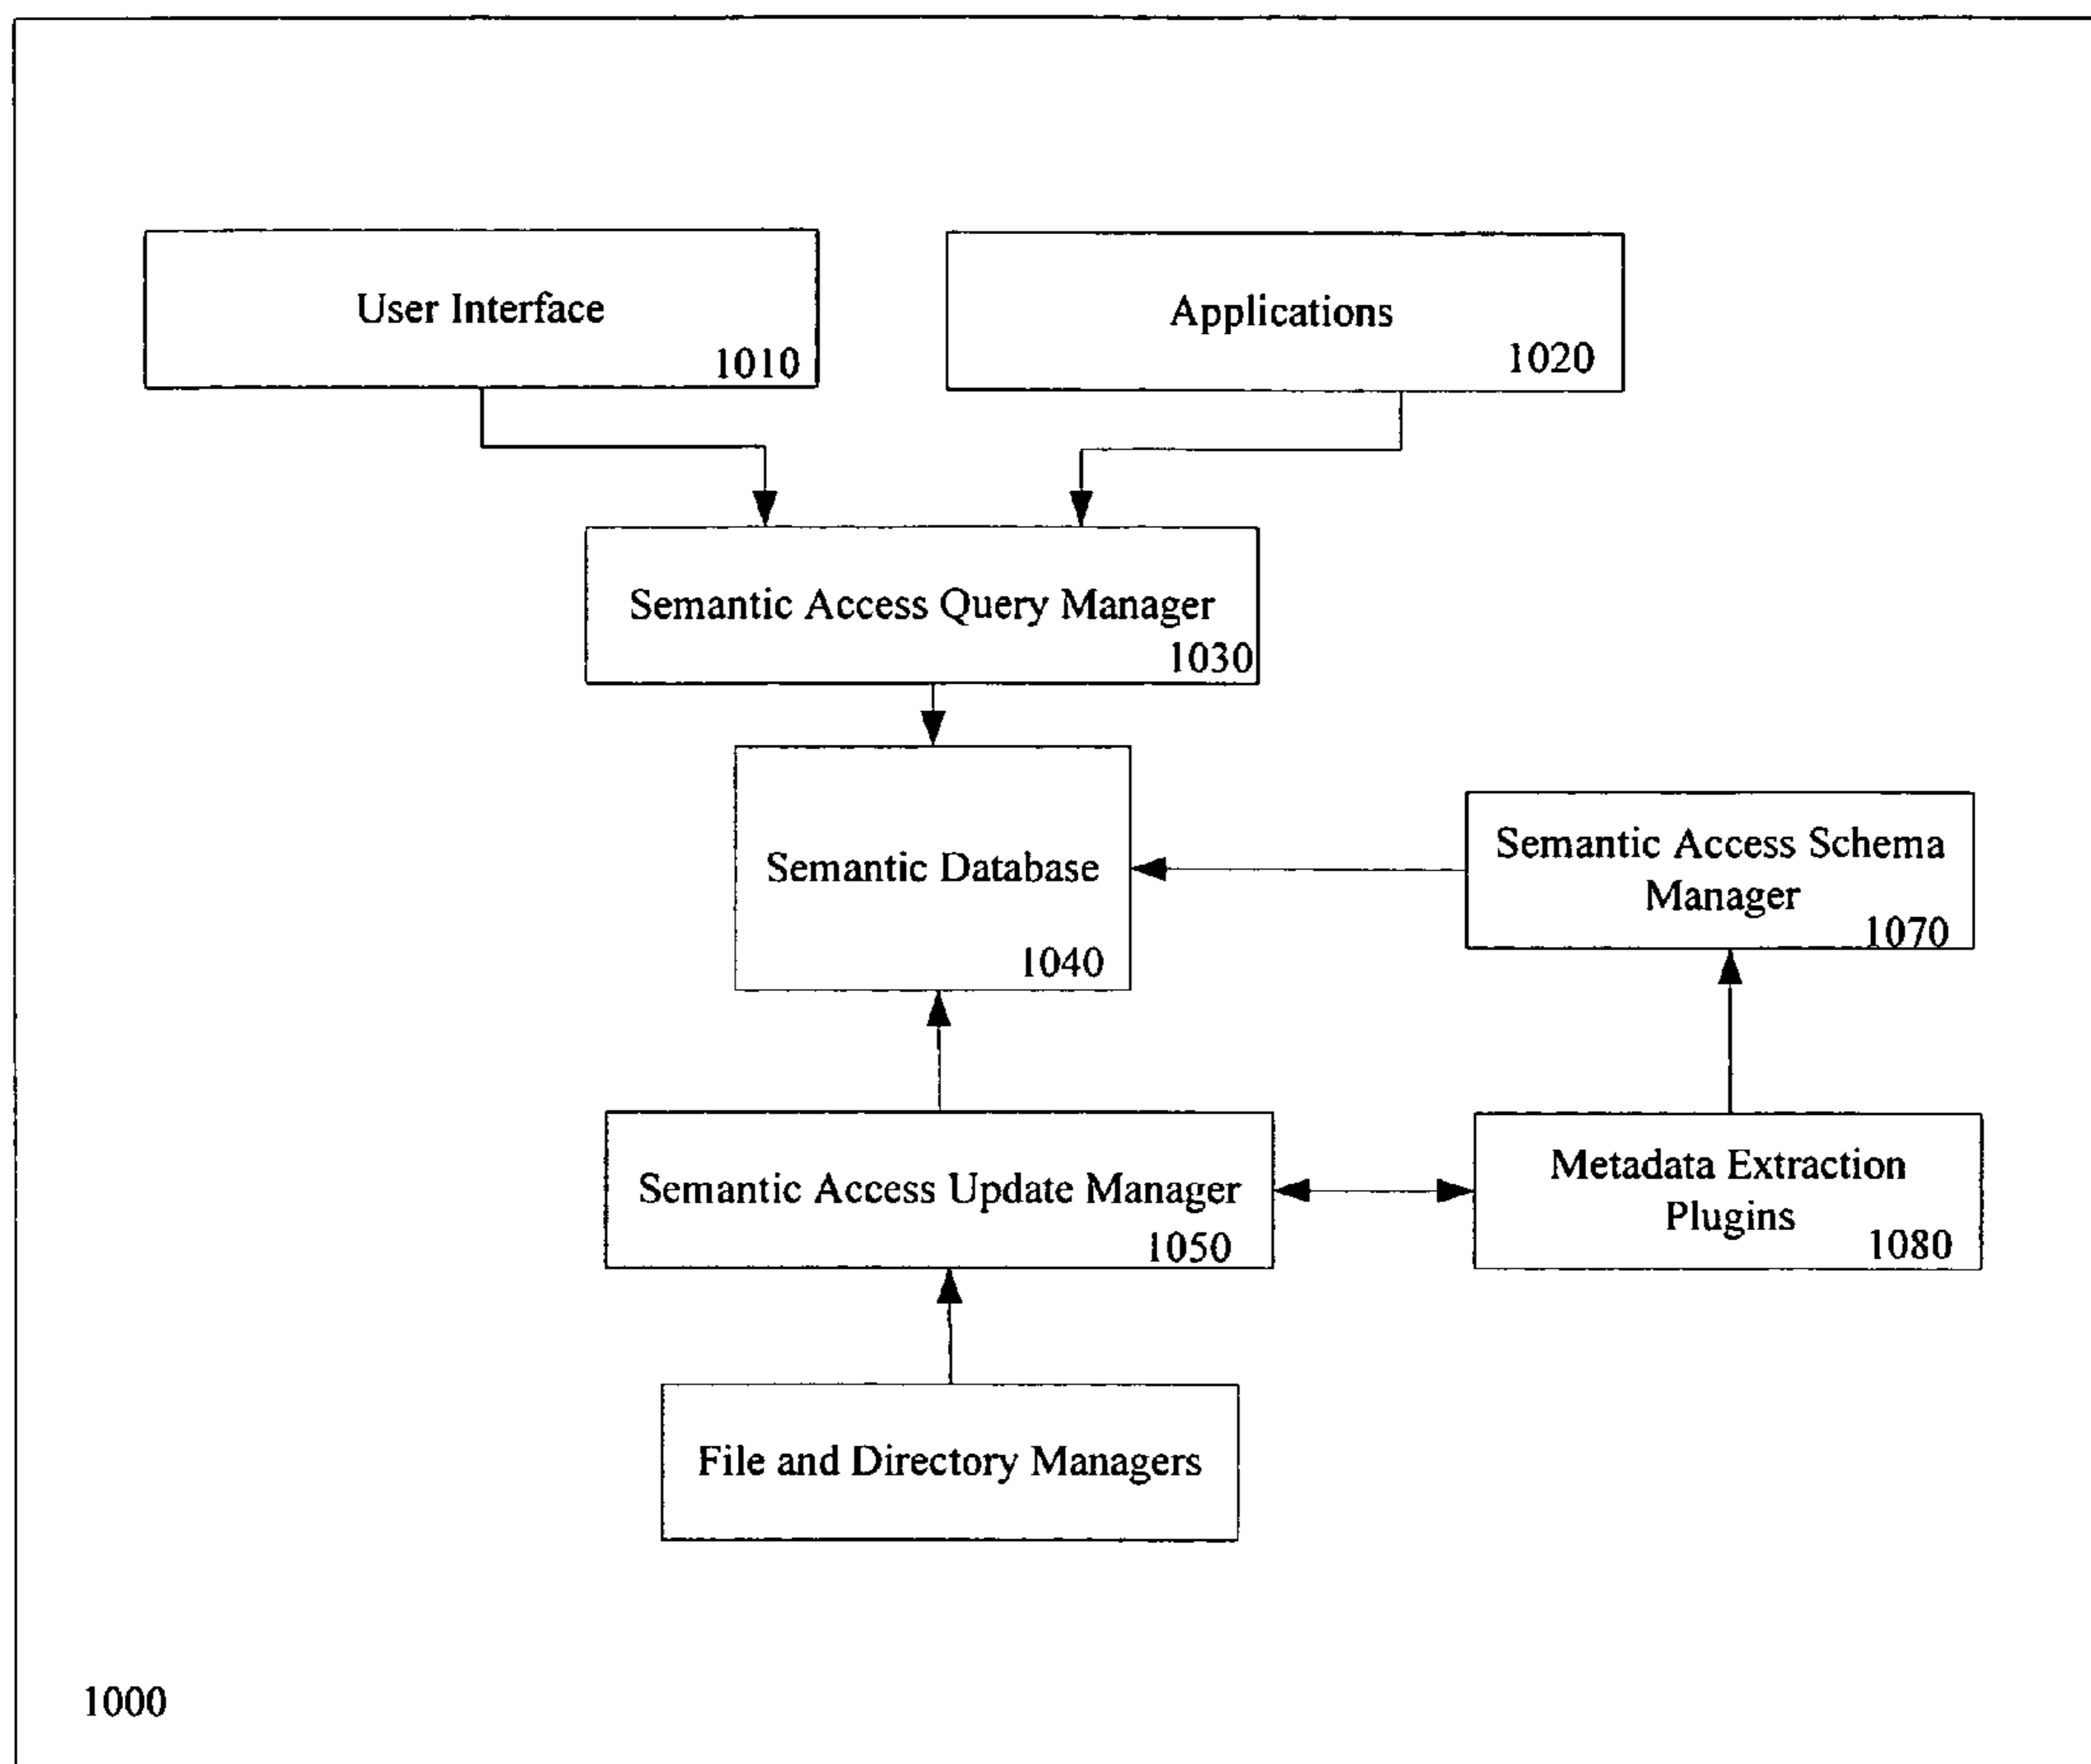 User Interface
1010
Applications
1020
Semantic Access Query Manager
1030
Semantic Database
1040
Semantic Access Schema
Manager
1070
Semantic Access Update Manager
1050
Metadata Extraction
Plugins
1080
File and Directory Managers
1000